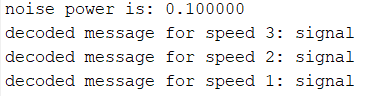 noise power is: 0.100000
decoded message for speed 3: signal
decoded message for speed 2: signal
decoded message for speed 1: signal